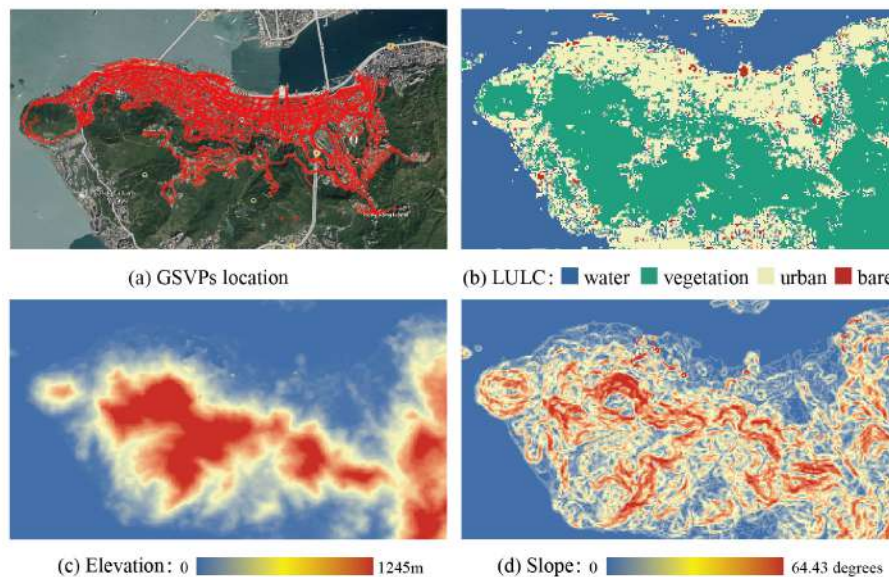 (a) GSVPs location
(b) LULC: water vegetation urban bare
(c) Elevation: 0 1245m
(d) Slope: 0 64.43 degrees